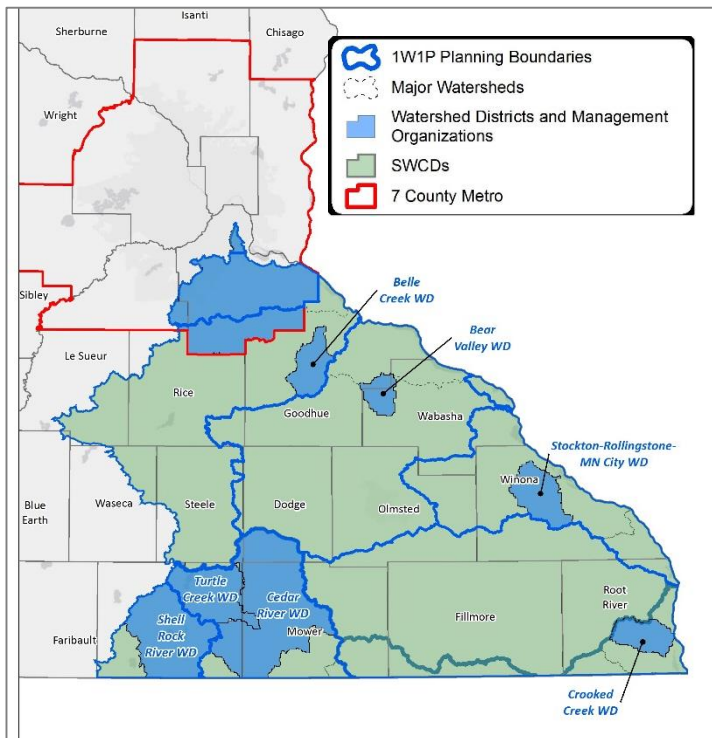 Isanti
Sherburne
Chisago
Wright
1W1P Planning Boundaries
Major Watersheds
Watershed Districts and Management
Organizations
SWCDs
7 County Metro
Sibley
Belle
Creek WD
Bear
Valley WD
Le Sueur
Rice
Goodhue
Wabasha
Stockton-Rollingstone-
MN City WD
Winona
Blue
Earth
Waseca
Steele
Dodge
Olmsted
Turtle
Creek WD
Cedar
River WD
Shell
Rock
River WD
Faribault
Mower
Fillmore
Root
River
Crooked
Creek WD